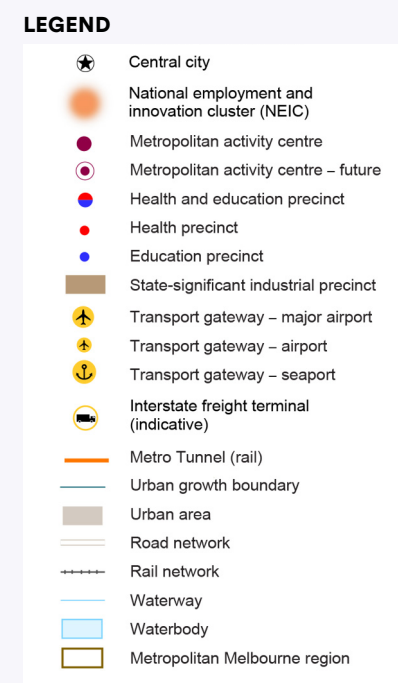 LEGEND
Central city
National employment and
innovation cluster (NEIC)
Metropolitan activity centre
Metropolitan activity centre – future
Health and education precinct
Health precinct
Education precinct
State-significant industrial precinct
Transport gateway – major airport
Transport gateway – airport
Transport gateway – seaport
Interstate freight terminal
(indicative)
Metro Tunnel (rail)
Urban growth boundary
Urban area
Road network
Rail network
Waterway
Waterbody
Metropolitan Melbourne region